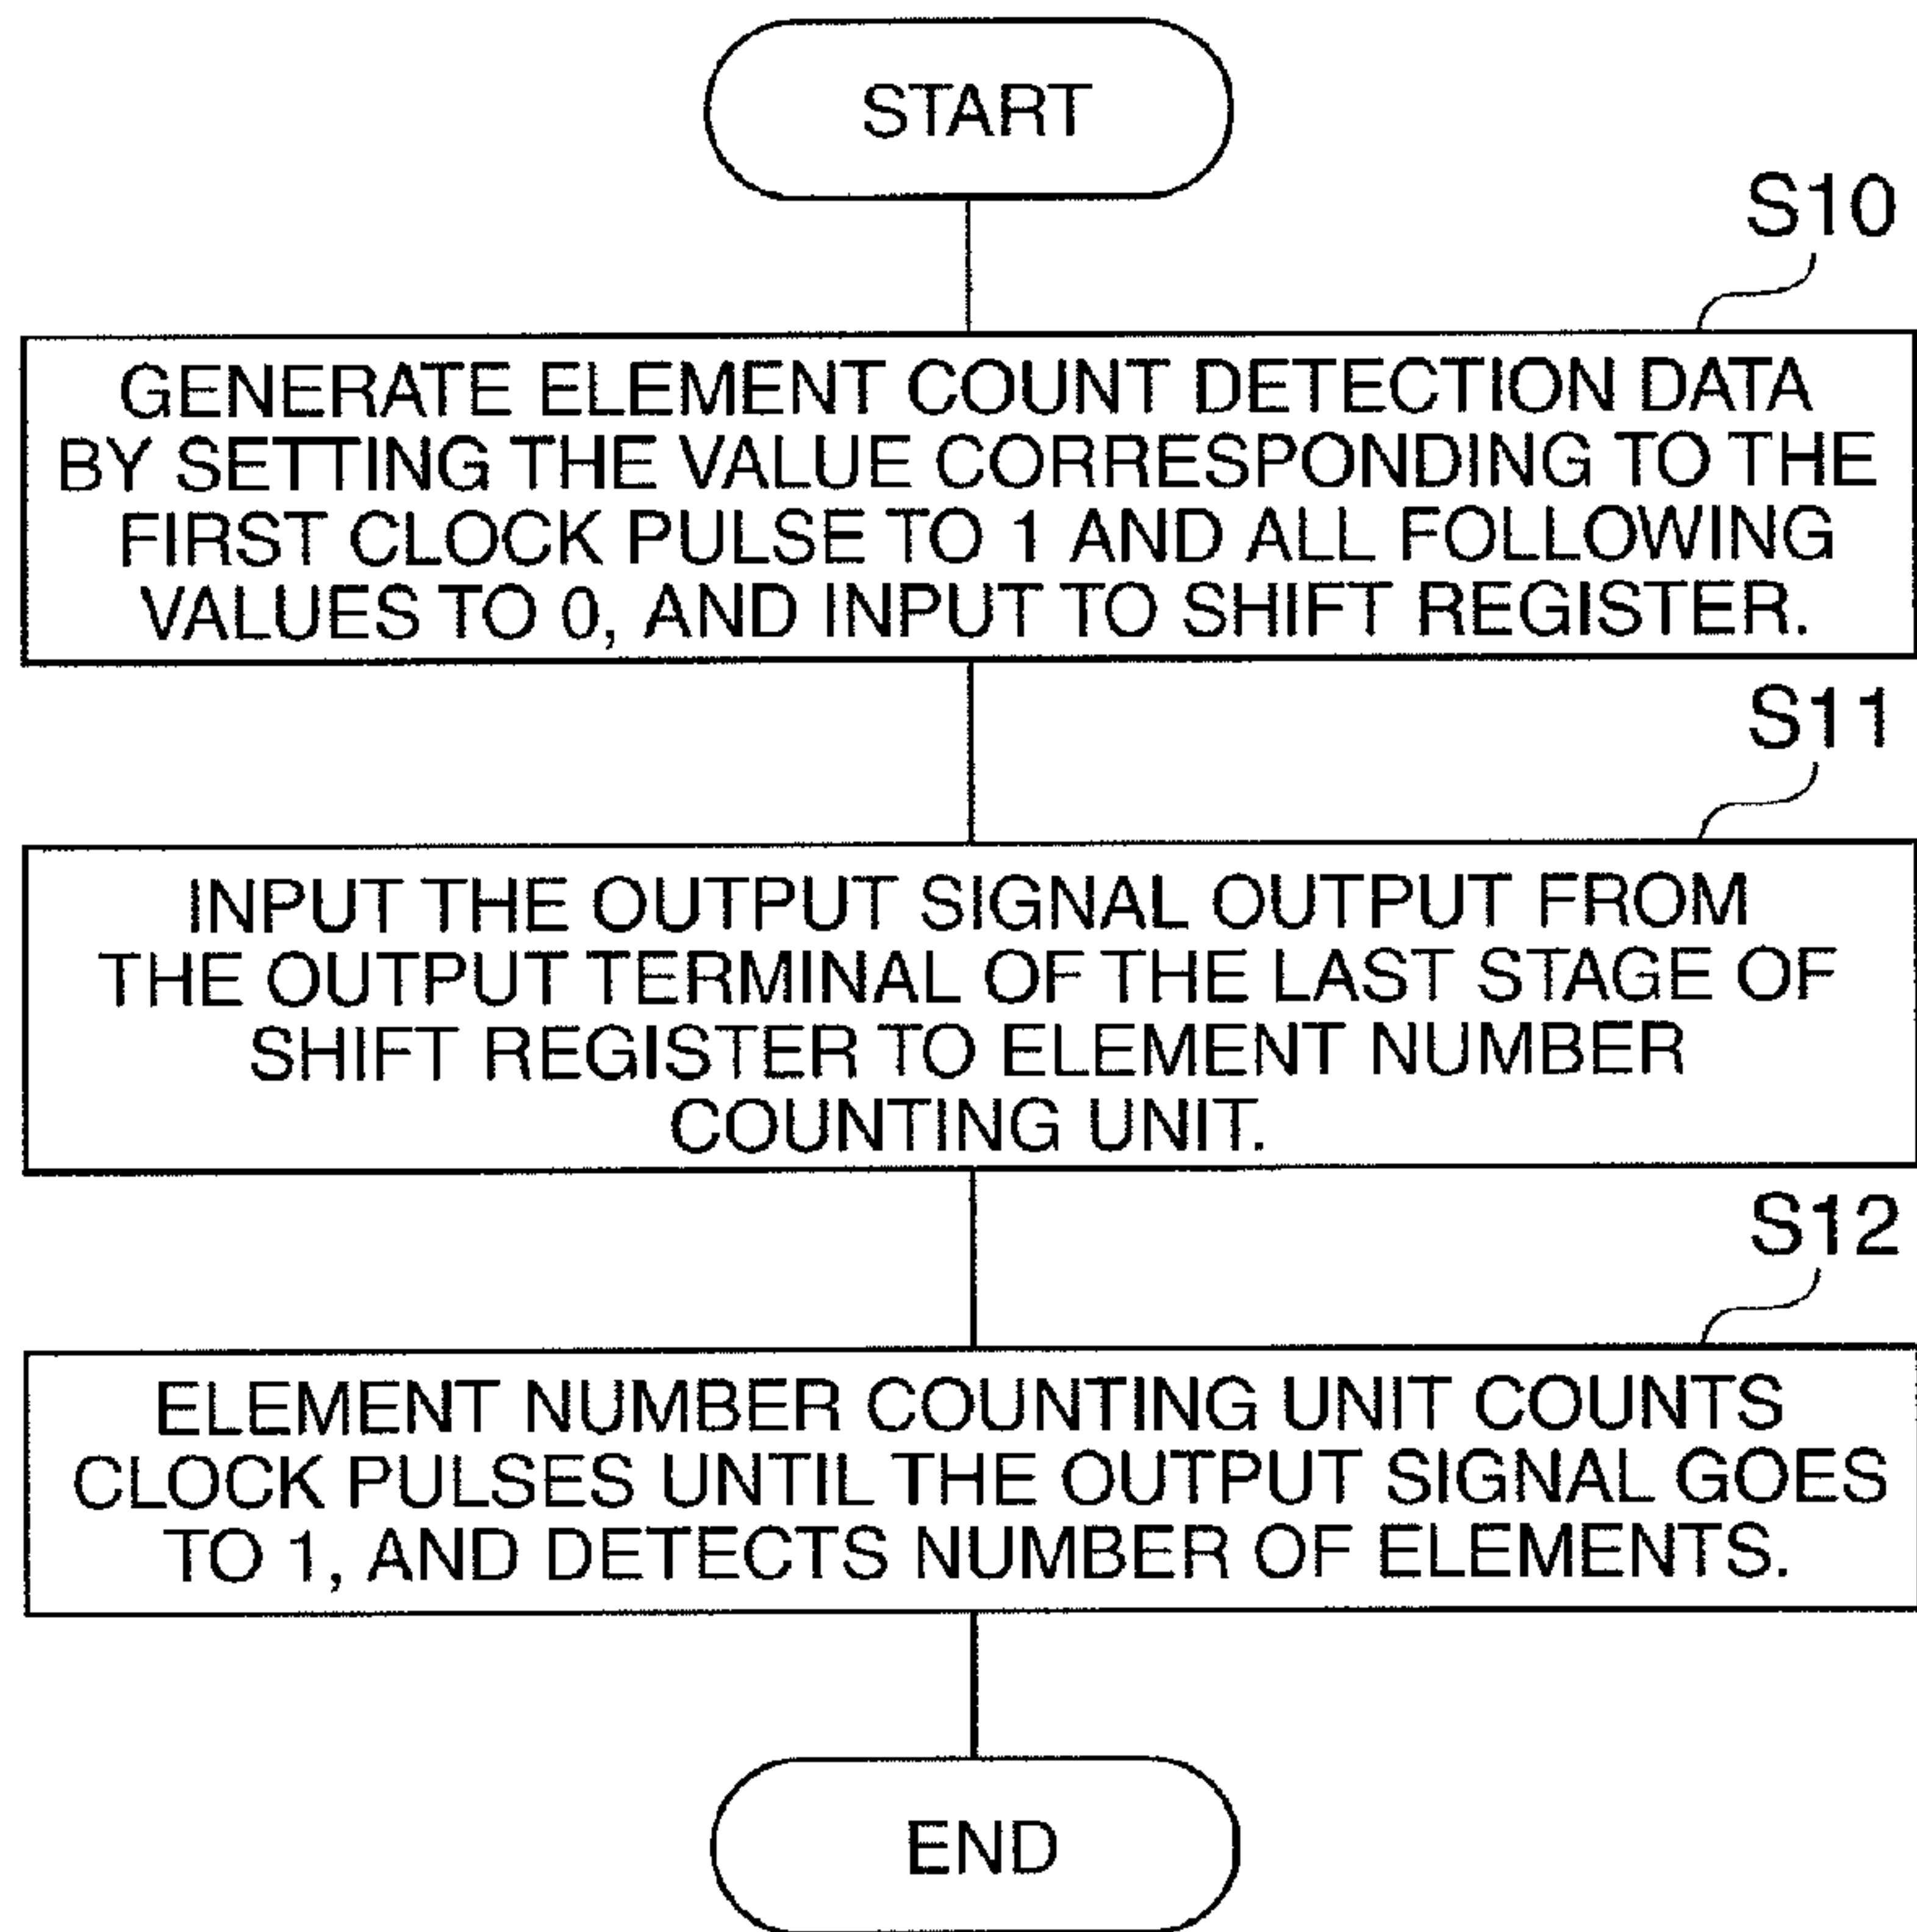 START
S10
GENERATE ELEMENT COUNT DETECTION DATA
BY SETTING THE VALUE CORRESPONDING TO THE
FIRST CLOCK PULSE TO 1 AND ALL FOLLOWING
VALUES TO 0, AND INPUT TO SHIFT REGISTER.
S11
INPUT THE OUTPUT SIGNAL OUTPUT FROM
THE OUTPUT TERMINAL OF THE LAST STAGE OF
SHIFT REGISTER TO ELEMENT NUMBER
COUNTING UNIT.
S12
ELEMENT NUMBER COUNTING UNIT COUNTS
CLOCK PULSES UNTIL THE OUTPUT SIGNAL GOES
TO 1, AND DETECTS NUMBER OF ELEMENTS.
END